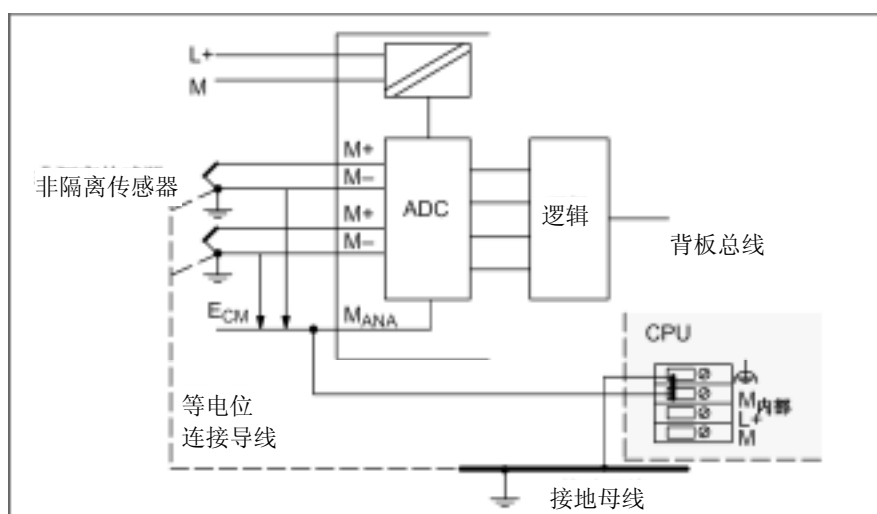 L+
M
M+
M-
非隔离传感器
M+
M-
ADC
逻辑
背板总线
ECM
MANA
CPU
M内部
L+
M
等电位
连接导线
接地母线